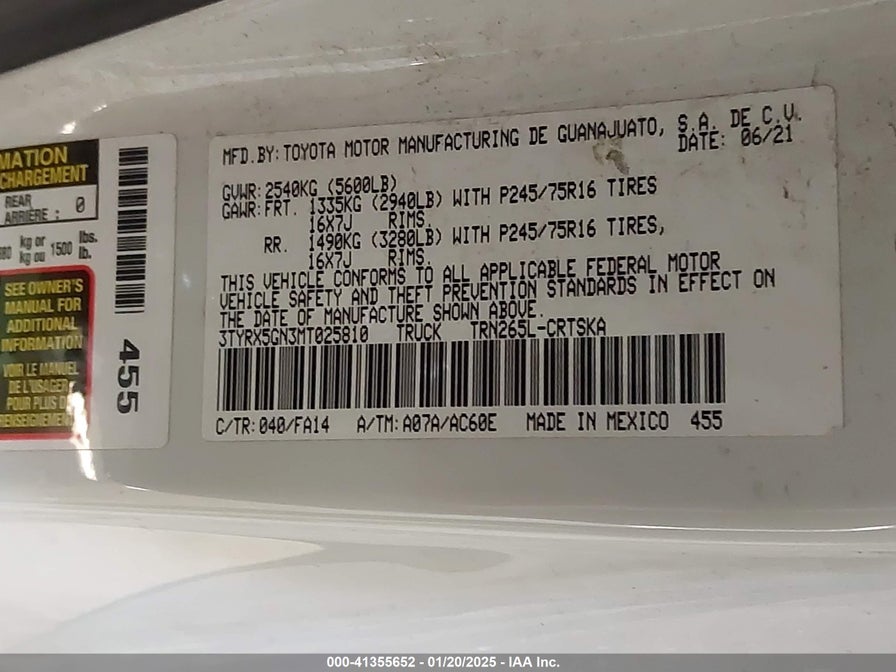 MATION
CHARGEMENT
REAR
ARRIÈRE : 0
kg or
kg ou 1500 lbs.
lb.
SEE OWNER'S
MANUAL FOR
ADDITIONAL
INFORMATION
VOIR LE MANUEL
DE L'USAGER
POUR PLUS DE
RENSEIGNEMENTS
455
MFD.BY:TOYOTA MOTOR MANUFACTURING DE GUANAJUATO, S.A. DE C.V.
DATE: 06/21
GVWR:2540KG (5600LB)
GAWR:FRT. 1335KG (2940LB) WITH P245/75R16 TIRES
16X7J RIMS,
RR. 1490KG (3280LB) WITH P245/75R16 TIRES,
16X7J RIMS.
THIS VEHICLE CONFORMS TO ALL APPLICABLE FEDERAL MOTOR
VEHICLE SAFETY AND THEFT PREVENTION STANDARDS IN EFFECT ON
THE DATE OF MANUFACTURE SHOWN ABOVE.
3TYRX5GN3MT025810 TRUCK TRN265L-CRTSKA
C/TR:040/FA14 A/TM:A07A/AC60E MADE IN MEXICO 455
000-41355652 - 01/20/2025 - IAA Inc.